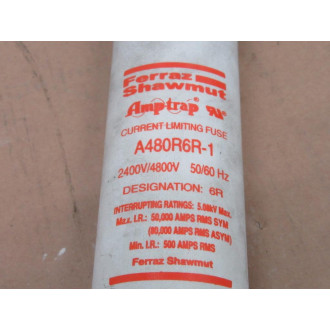 Ferraz
Shawmut
Amp-trap®
CURRENT-LIMITING FUSE
A480R6R-1
2400V/4800V 50/60 Hz
DESIGNATION: 6R
INTERRUPTING RATINGS: 5.08kV Max.
Max. I.R.: 50,000 AMPS RMS SYM
(80,000 AMPS RMS ASYM)
Min. I.R.: 500 AMPS RMS
Ferraz Shawmut